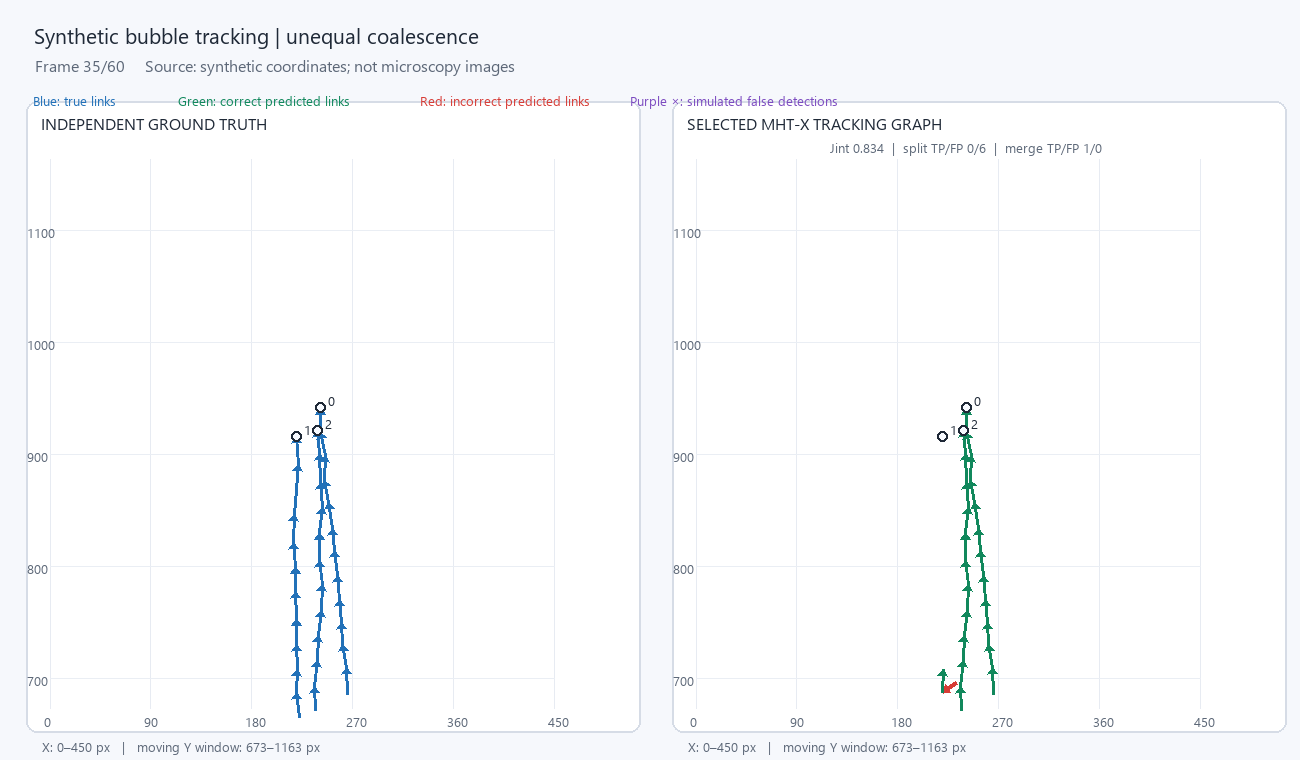 Synthetic bubble tracking | unequal coalescence
Frame 35/60 Source: synthetic coordinates; not microscopy images
Blue: true links Green: correct predicted links Red: incorrect predicted links Purple ×: simulated false detections
INDEPENDENT GROUND TRUTH
1100
1000
0
1 2
900
800
700
0 90 180 270 360 450
X: 0–450 px | moving Y window: 673–1163 px
SELECTED MHT-X TRACKING GRAPH
Jint 0.834 | split TP/FP 0/6 | merge TP/FP 1/0
1100
1000
0
1 2
900
800
700
0 90 180 270 360 450
X: 0–450 px | moving Y window: 673–1163 px